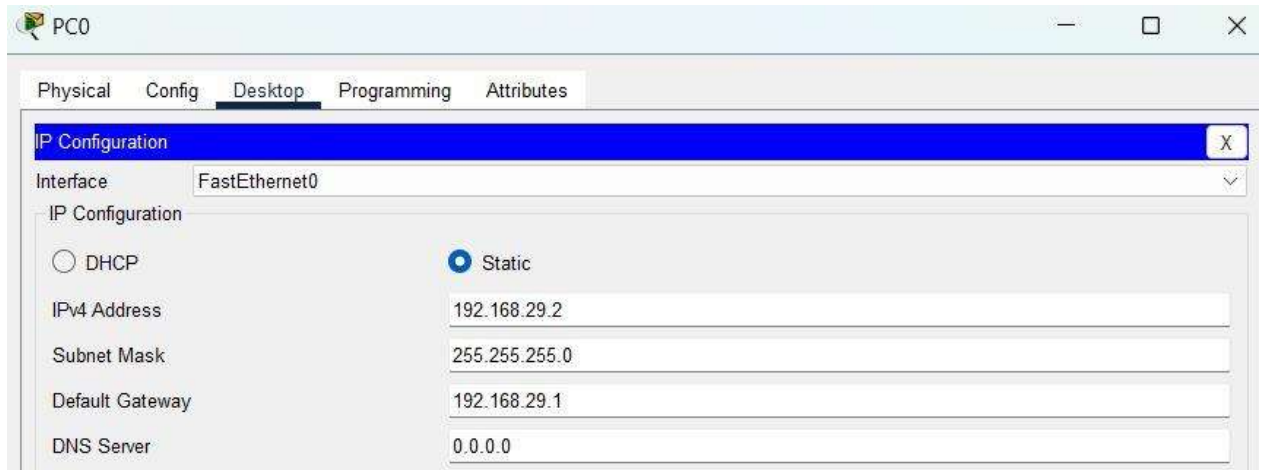 PC0
Physical Config Desktop Programming Attributes
IP Configuration X
Interface FastEthernet0
IP Configuration
DHCP Static
IPv4 Address 192.168.29.2
Subnet Mask 255.255.255.0
Default Gateway 192.168.29.1
DNS Server 0.0.0.0